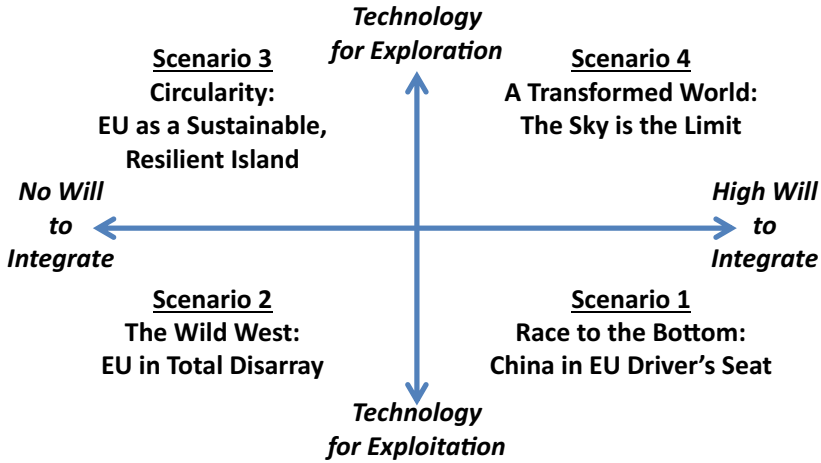 Technology
for Exploration
Scenario 3
Circularity:
EU as a Sustainable,
Resilient Island
Scenario 4
A Transformed World:
The Sky is the Limit
No Will
to
Integrate
High Will
to
Integrate
Scenario 2
The Wild West:
EU in Total Disarray
Scenario 1
Race to the Bottom:
China in EU Driver's Seat
Technology
for Exploitation